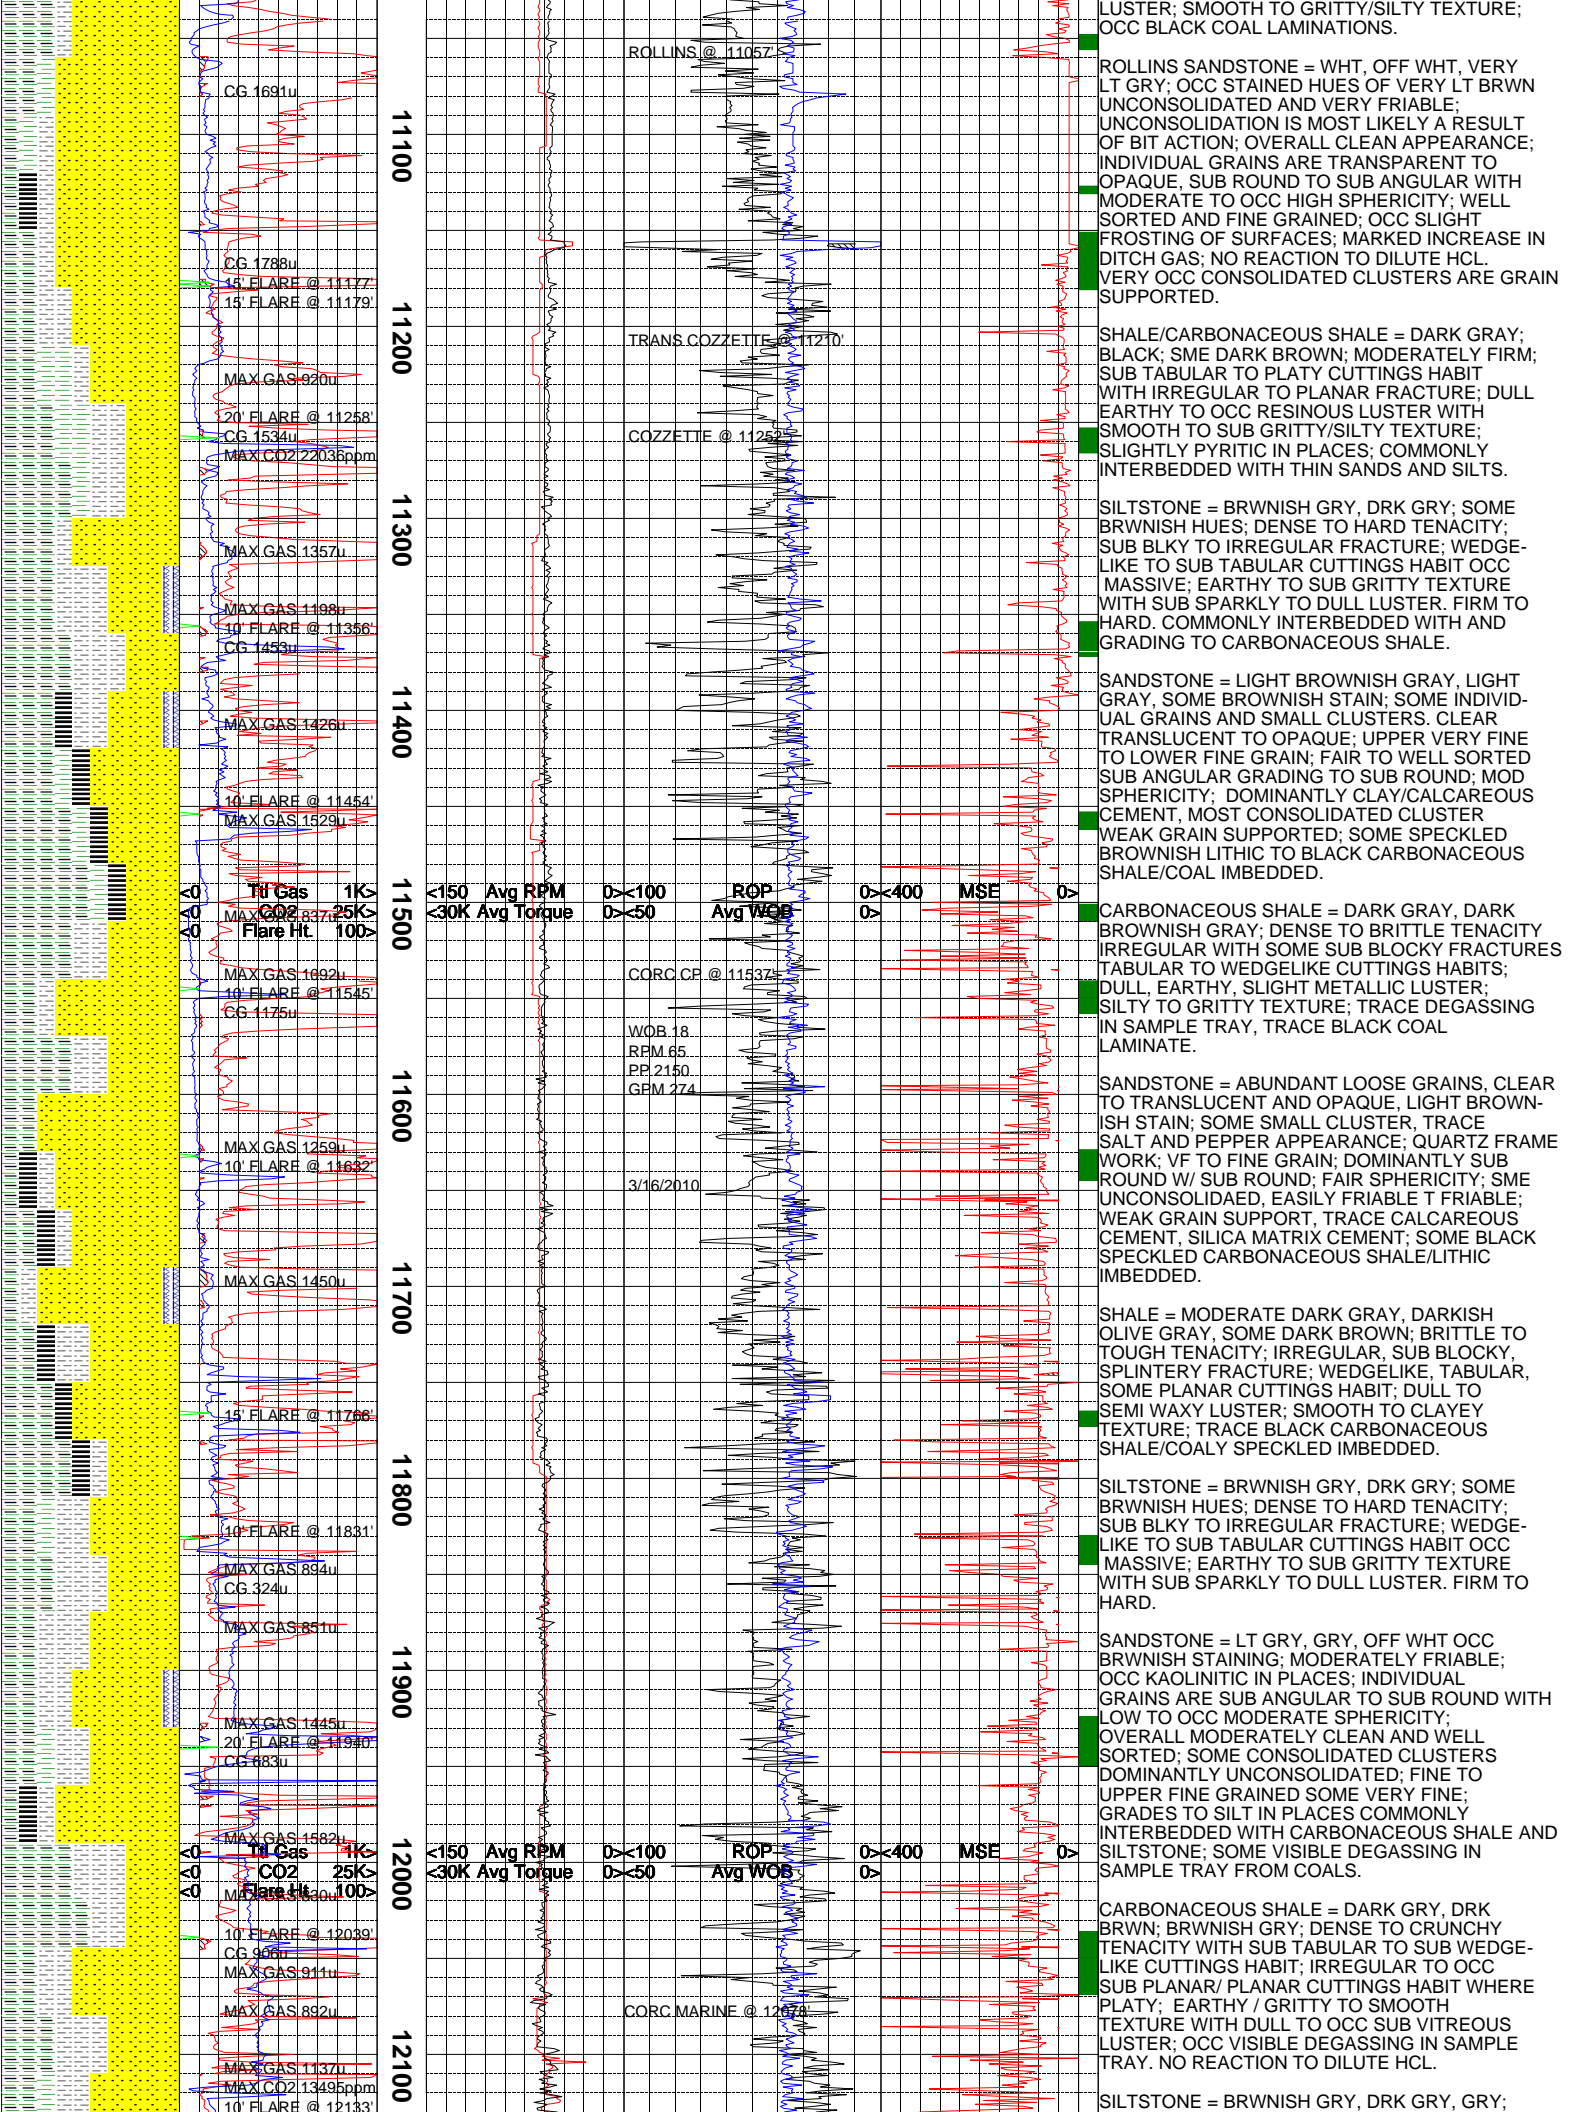 LUSTER; SMOOTH TO GRITTY/SILTY TEXTURE;
OCC BLACK COAL LAMINATIONS.
ROLLINS @ 11057'
CG 1691u
11100
ROLLINS SANDSTONE = WHT, OFF WHT, VERY
LT GRY; OCC STAINED HUES OF VERY LT BRWN
UNCONSOLIDATED AND VERY FRIABLE;
UNCONSOLIDATION IS MOST LIKELY A RESULT
OF BIT ACTION; OVERALL CLEAN APPEARANCE;
INDIVIDUAL GRAINS ARE TRANSPARENT TO
OPAQUE, SUB ROUND TO SUB ANGULAR WITH
MODERATE TO OCC HIGH SPHERICITY; WELL
SORTED AND FINE GRAINED; OCC SLIGHT
FROSTING OF SURFACES; MARKED INCREASE IN
DITCH GAS; NO REACTION TO DILUTE HCL.
VERY OCC CONSOLIDATED CLUSTERS ARE GRAIN
SUPPORTED.
CG 1788u
15' FLARE @ 11177'
15' FLARE @ 11179'
11200
TRANS COZZETTE @ 11210'
MAX GAS 920u
20' FLARE @ 11258'
CG 1534u
MAX CO2 22036ppm
COZZETTE @ 11252'
SHALE/CARBONACEOUS SHALE = DARK GRAY;
BLACK; SME DARK BROWN; MODERATELY FIRM;
SUB TABULAR TO PLATY CUTTINGS HABIT
WITH IRREGULAR TO PLANAR FRACTURE; DULL
EARTHY TO OCC RESINOUS LUSTER WITH
SMOOTH TO SUB GRITTY/SILTY TEXTURE;
SLIGHTLY PYRITIC IN PLACES; COMMONLY
INTERBEDDED WITH THIN SANDS AND SILTS.
11300
MAX GAS 1357u
MAX GAS 1198u
10' FLARE @ 11356'
CG 1453u
SILTSTONE = BRWNISH GRY, DRK GRY; SOME
BRWNISH HUES; DENSE TO HARD TENACITY;
SUB BLKY TO IRREGULAR FRACTURE; WEDGE-
LIKE TO SUB TABULAR CUTTINGS HABIT OCC
MASSIVE; EARTHY TO SUB GRITTY TEXTURE
WITH SUB SPARKLY TO DULL LUSTER. FIRM TO
HARD. COMMONLY INTERBEDDED WITH AND
GRADING TO CARBONACEOUS SHALE.
11400
MAX GAS 1426u
10' FLARE @ 11454'
MAX GAS 1529u
SANDSTONE = LIGHT BROWNISH GRAY, LIGHT
GRAY, SOME BROWNISH STAIN; SOME INDIVID-
UAL GRAINS AND SMALL CLUSTERS. CLEAR
TRANSLUCENT TO OPAQUE; UPPER VERY FINE
TO LOWER FINE GRAIN; FAIR TO WELL SORTED
SUB ANGULAR GRADING TO SUB ROUND; MOD
SPHERICITY; DOMINANTLY CLAY/CALCAREOUS
CEMENT, MOST CONSOLIDATED CLUSTER
WEAK GRAIN SUPPORTED; SOME SPECKLED
BROWNISH LITHIC TO BLACK CARBONACEOUS
SHALE/COAL IMBEDDED.
<0 Ttl Gas 1K> <150 Avg RPM 0> <100 ROP 0> <400 MSE 0>
<0 CO2 25K> <30K Avg Torque 0> <50 Avg WOB 0>
<0 Flare Ht. 100>
MAX GAS 837u
11500
MAX GAS 1092u
10' FLARE @ 11545'
CG 1175u
CORC CP @ 11537'
WOB 18
RPM 65
PP 2150
GPM 274
CARBONACEOUS SHALE = DARK GRAY, DARK
BROWNISH GRAY; DENSE TO BRITTLE TENACITY
IRREGULAR WITH SOME SUB BLOCKY FRACTURES
TABULAR TO WEDGELIKE CUTTINGS HABITS;
DULL, EARTHY, SLIGHT METALLIC LUSTER;
SILTY TO GRITTY TEXTURE; TRACE DEGASSING
IN SAMPLE TRAY, TRACE BLACK COAL
LAMINATE.
11600
MAX GAS 1259u
10' FLARE @ 11632'
3/16/2010
SANDSTONE = ABUNDANT LOOSE GRAINS, CLEAR
TO TRANSLUCENT AND OPAQUE, LIGHT BROWN-
ISH STAIN; SOME SMALL CLUSTER, TRACE
SALT AND PEPPER APPEARANCE; QUARTZ FRAME
WORK; VF TO FINE GRAIN; DOMINANTLY SUB
ROUND W/ SUB ROUND; FAIR SPHERICITY; SME
UNCONSOLIDAED, EASILY FRIABLE T FRIABLE;
WEAK GRAIN SUPPORT, TRACE CALCAREOUS
CEMENT, SILICA MATRIX CEMENT; SOME BLACK
SPECKLED CARBONACEOUS SHALE/LITHIC
IMBEDDED.
MAX GAS 1450u
11700
15' FLARE @ 11766'
SHALE = MODERATE DARK GRAY, DARKISH
OLIVE GRAY, SOME DARK BROWN; BRITTLE TO
TOUGH TENACITY; IRREGULAR, SUB BLOCKY,
SPLINTERY FRACTURE; WEDGELIKE, TABULAR,
SOME PLANAR CUTTINGS HABIT; DULL TO
SEMI WAXY LUSTER; SMOOTH TO CLAYEY
TEXTURE; TRACE BLACK CARBONACEOUS
SHALE/COALY SPECKLED IMBEDDED.
11800
10' FLARE @ 11831'
MAX GAS 894u
CG 324u
MAX GAS 851u
SILTSTONE = BRWNISH GRY, DRK GRY; SOME
BRWNISH HUES; DENSE TO HARD TENACITY;
SUB BLKY TO IRREGULAR FRACTURE; WEDGE-
LIKE TO SUB TABULAR CUTTINGS HABIT OCC
MASSIVE; EARTHY TO SUB GRITTY TEXTURE
WITH SUB SPARKLY TO DULL LUSTER. FIRM TO
HARD.
11900
MAX GAS 1445u
20' FLARE @ 11940'
CG 683u
MAX GAS 1582u
SANDSTONE = LT GRY, GRY, OFF WHT OCC
BRWNISH STAINING; MODERATELY FRIABLE;
OCC KAOLINITIC IN PLACES; INDIVIDUAL
GRAINS ARE SUB ANGULAR TO SUB ROUND WITH
LOW TO OCC MODERATE SPHERICITY;
OVERALL MODERATELY CLEAN AND WELL
SORTED; SOME CONSOLIDATED CLUSTERS
DOMINANTLY UNCONSOLIDATED; FINE TO
UPPER FINE GRAINED SOME VERY FINE;
GRADES TO SILT IN PLACES COMMONLY
INTERBEDDED WITH CARBONACEOUS SHALE AND
SILTSTONE; SOME VISIBLE DEGASSING IN
SAMPLE TRAY FROM COALS.
<0 Ttl Gas 1K> <150 Avg RPM 0> <100 ROP 0> <400 MSE 0>
<0 CO2 25K> <30K Avg Torque 0> <50 Avg WOB 0>
<0 Flare Ht. 100>
MAX GAS
12000
10' FLARE @ 12039'
CG 906u
MAX GAS 911u
MAX GAS 892u
CORC MARINE @ 12078'
CARBONACEOUS SHALE = DARK GRY, DRK
BRWN; BRWNISH GRY; DENSE TO CRUNCHY
TENACITY WITH SUB TABULAR TO SUB WEDGE-
LIKE CUTTINGS HABIT; IRREGULAR TO OCC
SUB PLANAR/ PLANAR CUTTINGS HABIT WHERE
PLATY; EARTHY / GRITTY TO SMOOTH
TEXTURE WITH DULL TO OCC SUB VITREOUS
LUSTER; OCC VISIBLE DEGASSING IN SAMPLE
TRAY. NO REACTION TO DILUTE HCL.
12100
MAX GAS 1137u
MAX CO2 13495ppm
10' FLARE @ 12133'
SILTSTONE = BRWNISH GRY, DRK GRY, GRY;